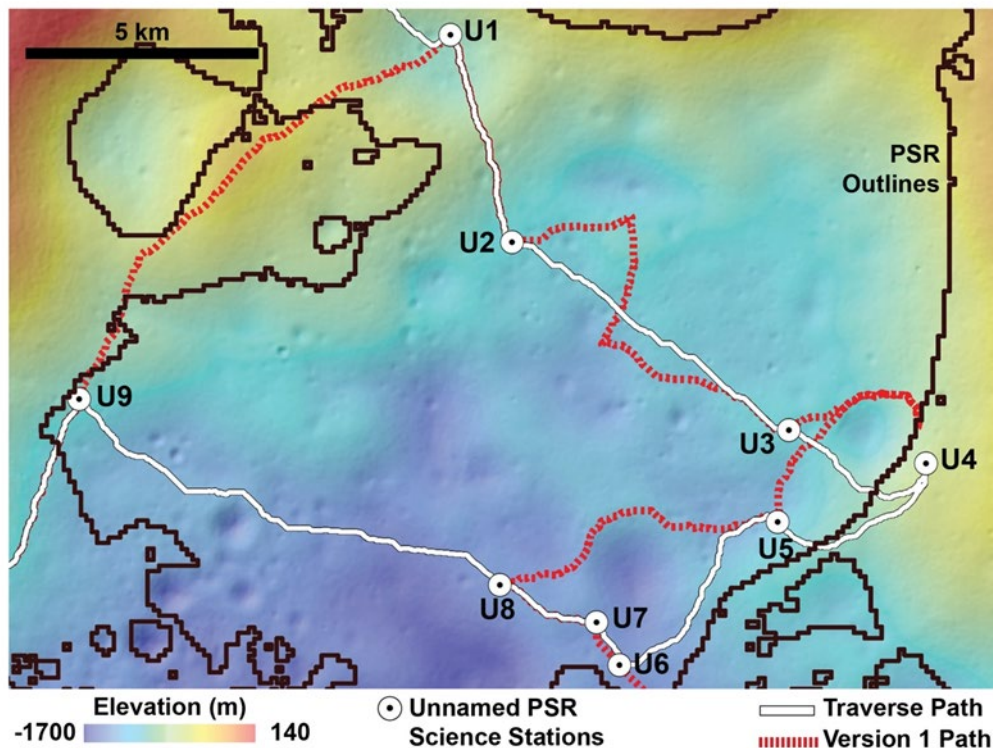 5 km
U1
PSR
Outlines
U2
U9
U3
U4
U5
U8
U7
U6
Elevation (m)
-1700
140
Unnamed PSR
Science Stations
Traverse Path
Version 1 Path